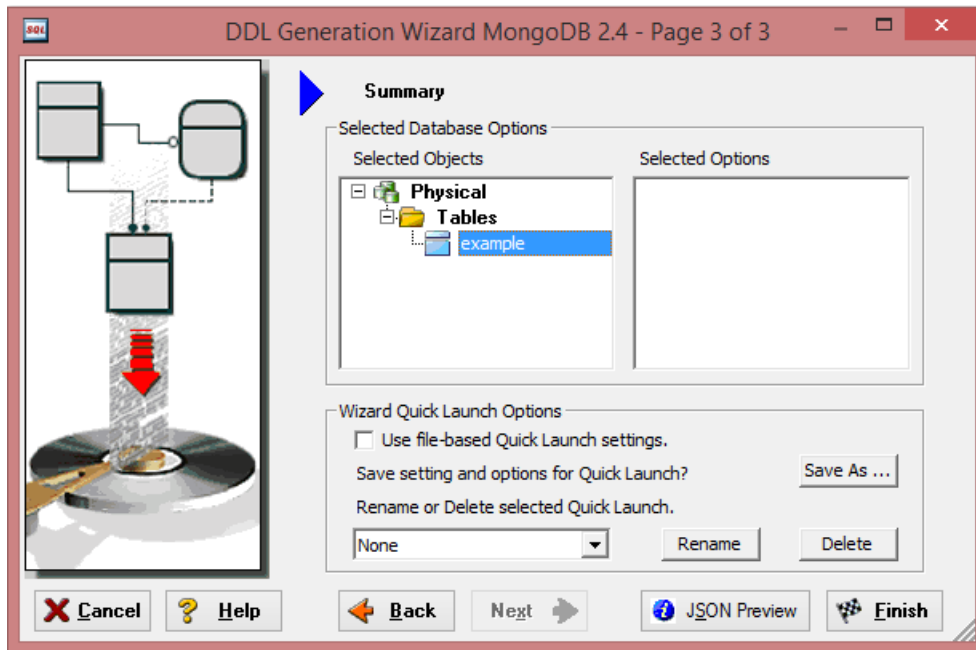 SQL
DDL Generation Wizard MongoDB 2.4 - Page 3 of 3
Summary
Selected Database Options
Selected Objects
Selected Options
Physical
Tables
example
Wizard Quick Launch Options
Use file-based Quick Launch settings.
Save setting and options for Quick Launch?
Save As ...
Rename or Delete selected Quick Launch.
None
Rename
Delete
Cancel
Help
Back
Next
JSON Preview
Finish